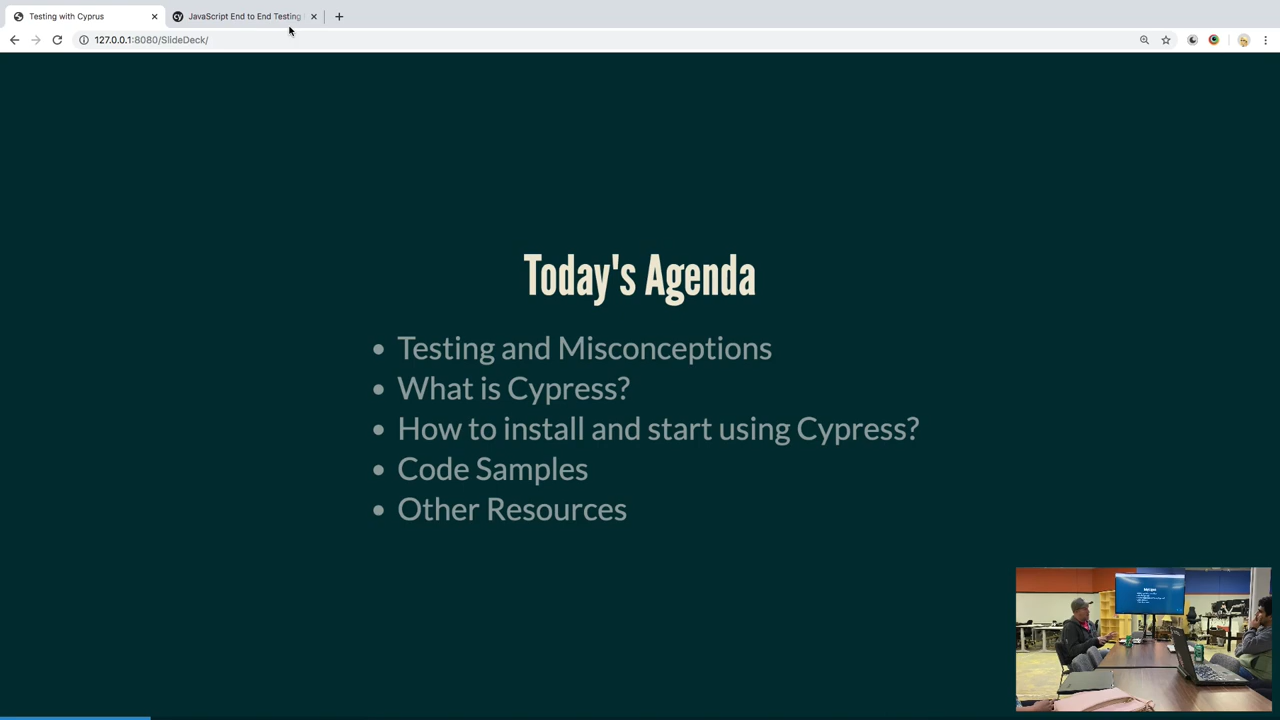 Testing with Cyprus
cy JavaScript End to End Testing
127.0.0.1:8080/SlideDeck/
Today's Agenda
Testing and Misconceptions
What is Cypress?
How to install and start using Cypress?
Code Samples
Other Resources